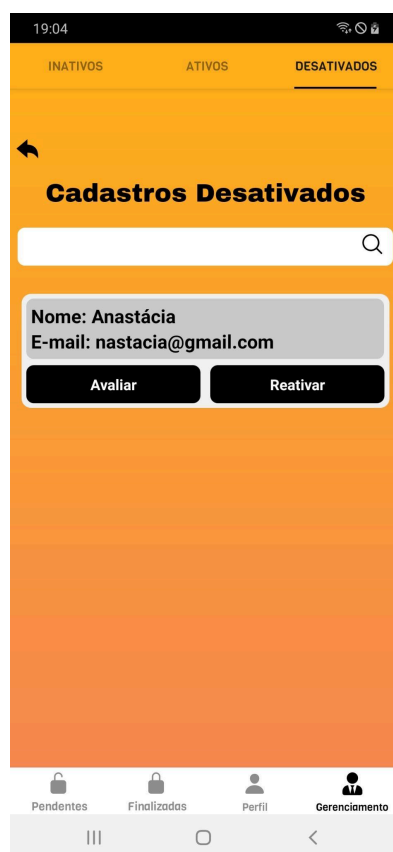 19:04
INATIVOS ATIVOS DESATIVADOS
Cadastros Desativados
Nome: Anastácia
E-mail: nastacia@gmail.com
Avaliar Reativar
Pendentes Finalizadas Perfil Gerenciamento